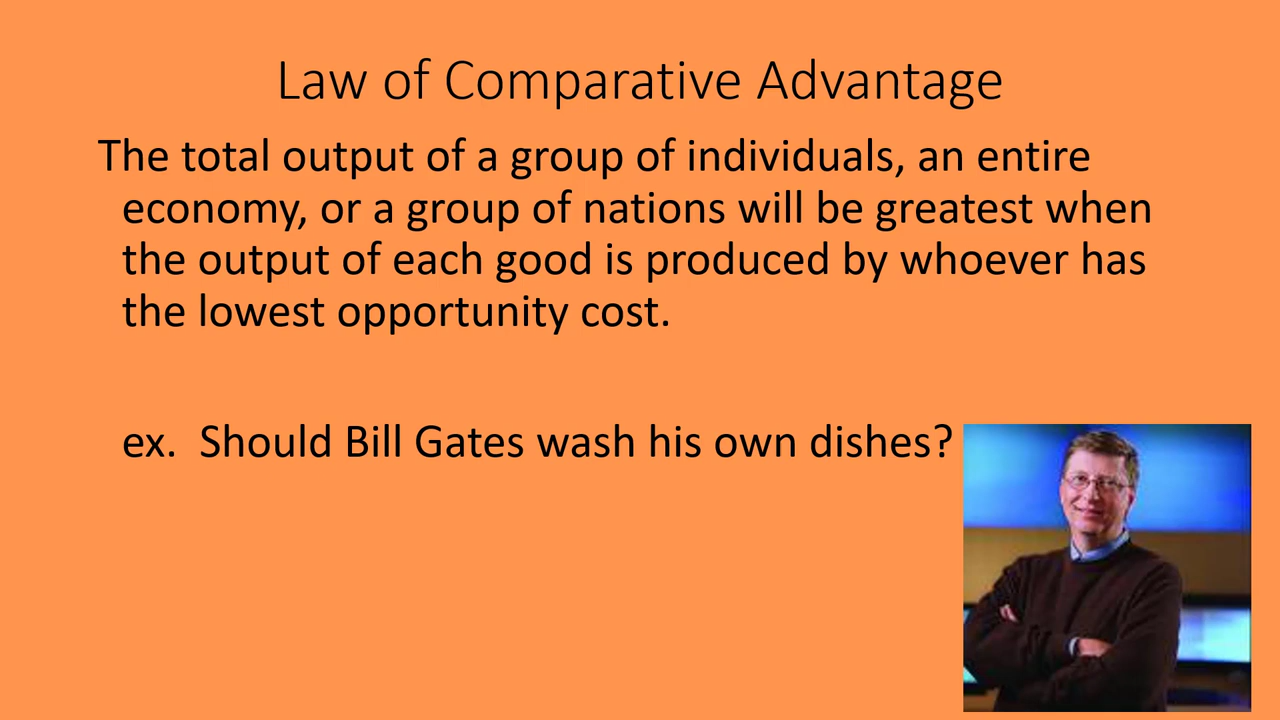 Law of Comparative Advantage
The total output of a group of individuals, an entire
economy, or a group of nations will be greatest when
the output of each good is produced by whoever has
the lowest opportunity cost.
ex.  Should Bill Gates wash his own dishes?